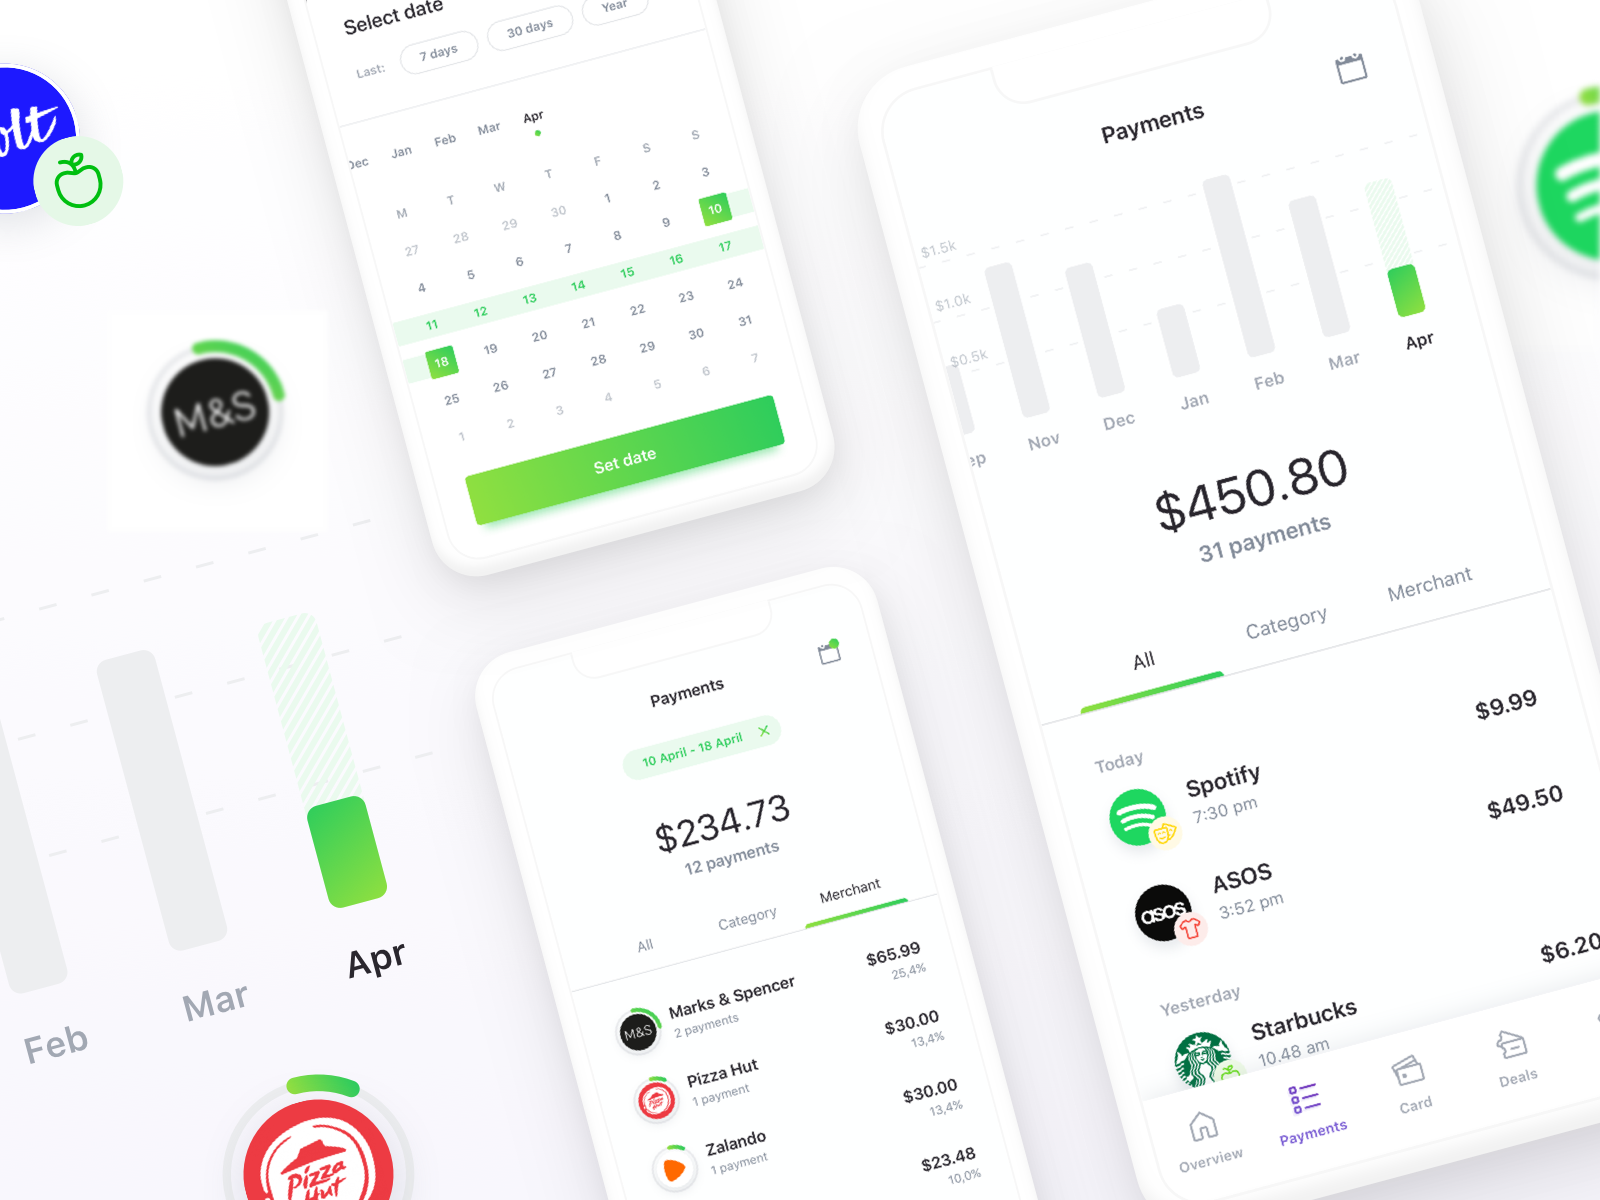 Select date
Last: 7 days 30 days Year
Dec Jan Feb Mar Apr
M T W T F S S
27 28 29 30 1 2 3
4 5 6 7 8 9 10
11 12 13 14 15 16 17
18 19 20 21 22 23 24
25 26 27 28 29 30 31
1 2 3 4 5 6 7
Set date
M&S
Feb Mar Apr
Pizza
Hut
Payments
10 April - 18 April
$234.73
12 payments
All Category Merchant
M&S Marks & Spencer $65.99
2 payments 25,4%
Pizza Hut $30.00
1 payment 13,4%
Zalando $30.00
1 payment 13,4%
$23.48
10,0%
Payments
$1.5k
$1.0k
$0.5k
ep Nov Dec Jan Feb Mar Apr
$450.80
31 payments
All Category Merchant
Today
Spotify $9.99
7:30 pm
asos ASOS $49.50
3:52 pm
Yesterday
Starbucks $6.20
10.48 am
Overview Payments Card Deals